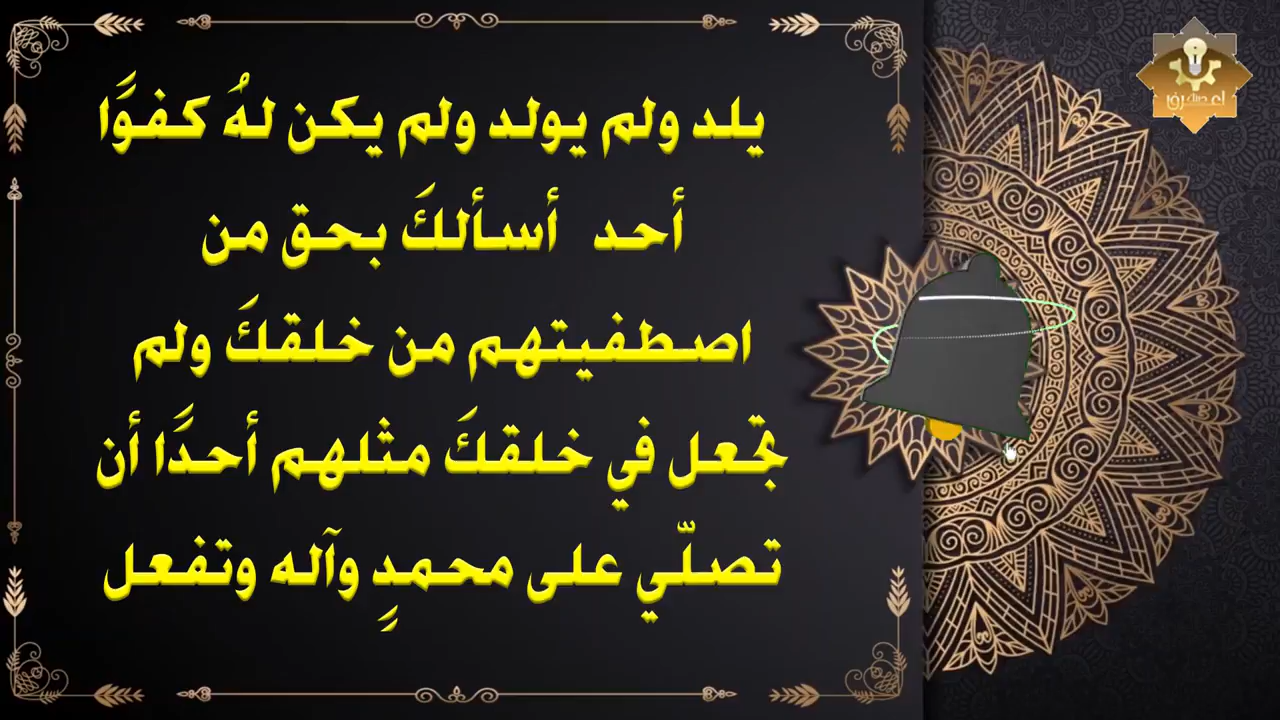 يلد ولم يولد ولم يكن لهُ كفوًا
أحد أسألكَ بحق من
اصطفيتهم من خلقكَ ولم
تجعل في خلقكَ مثلهم أحدًا أن
تصلّي على محمدٍ وآله وتفعل